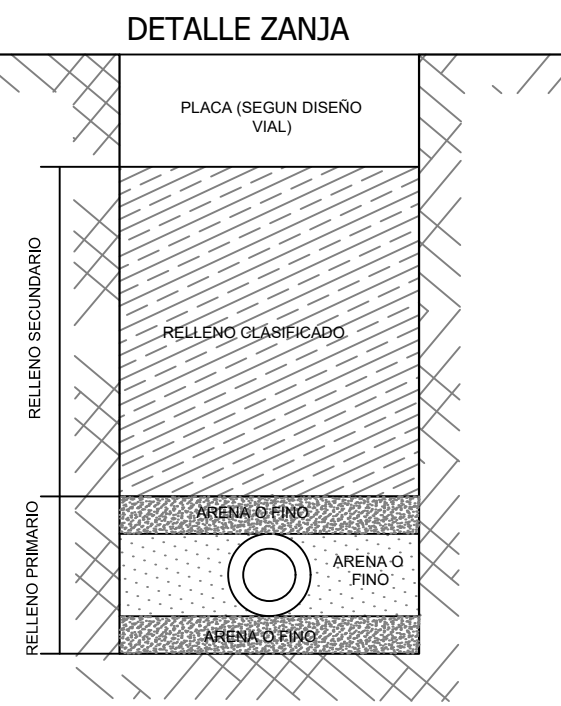 DETALLE ZANJA
PLACA (SEGUN DISEÑO
VIAL)
RELLENO SECUNDARIO
RELLENO CLASIFICADO
RELLENO PRIMARIO
ARENA O FINO
ARENA O
FINO
ARENA O FINO